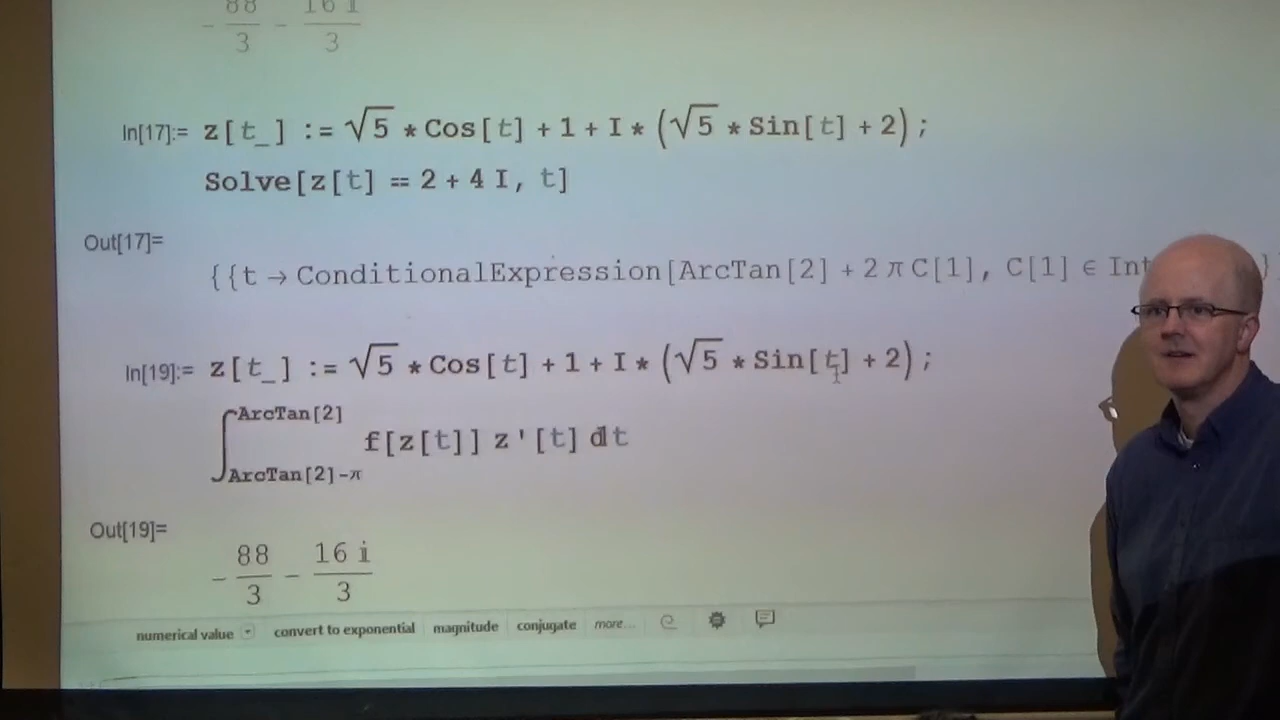 - 88/3 - 16 i/3
In[17]:= z[t_] := √5 * Cos[t] + 1 + I * (√5 * Sin[t] + 2) ;
Solve[z[t] == 2 + 4 I, t]
Out[17]=
{{t → ConditionalExpression[ArcTan[2] + 2 π C[1], C[1] ∈
In[19]:= z[t_] := √5 * Cos[t] + 1 + I * (√5 * Sin[t] + 2) ;
∫ ArcTan[2]
f[z[t]] z'[t] ⅆt
ArcTan[2]-π
Out[19]=
- 88/3 - 16 ⅈ/3
numerical value convert to exponential magnitude conjugate more...